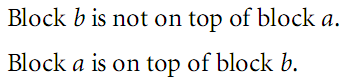 Block b is not on top of block a.
Block a is on top of block b.